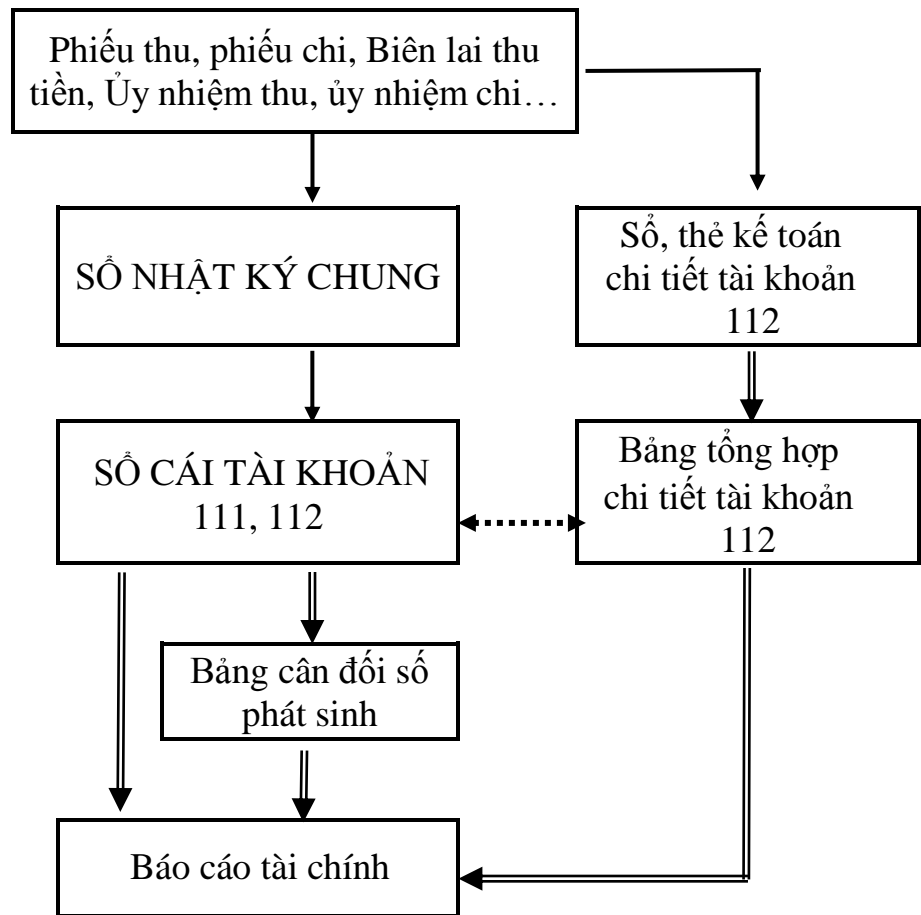 Phiếu thu, phiếu chi, Biên lai thu
tiền, Ủy nhiệm thu, ủy nhiệm chi…
SỔ NHẬT KÝ CHUNG
Sổ, thẻ kế toán
chi tiết tài khoản
112
SỔ CÁI TÀI KHOẢN
111, 112
Bảng tổng hợp
chi tiết tài khoản
112
Bảng cân đối số
phát sinh
Báo cáo tài chính